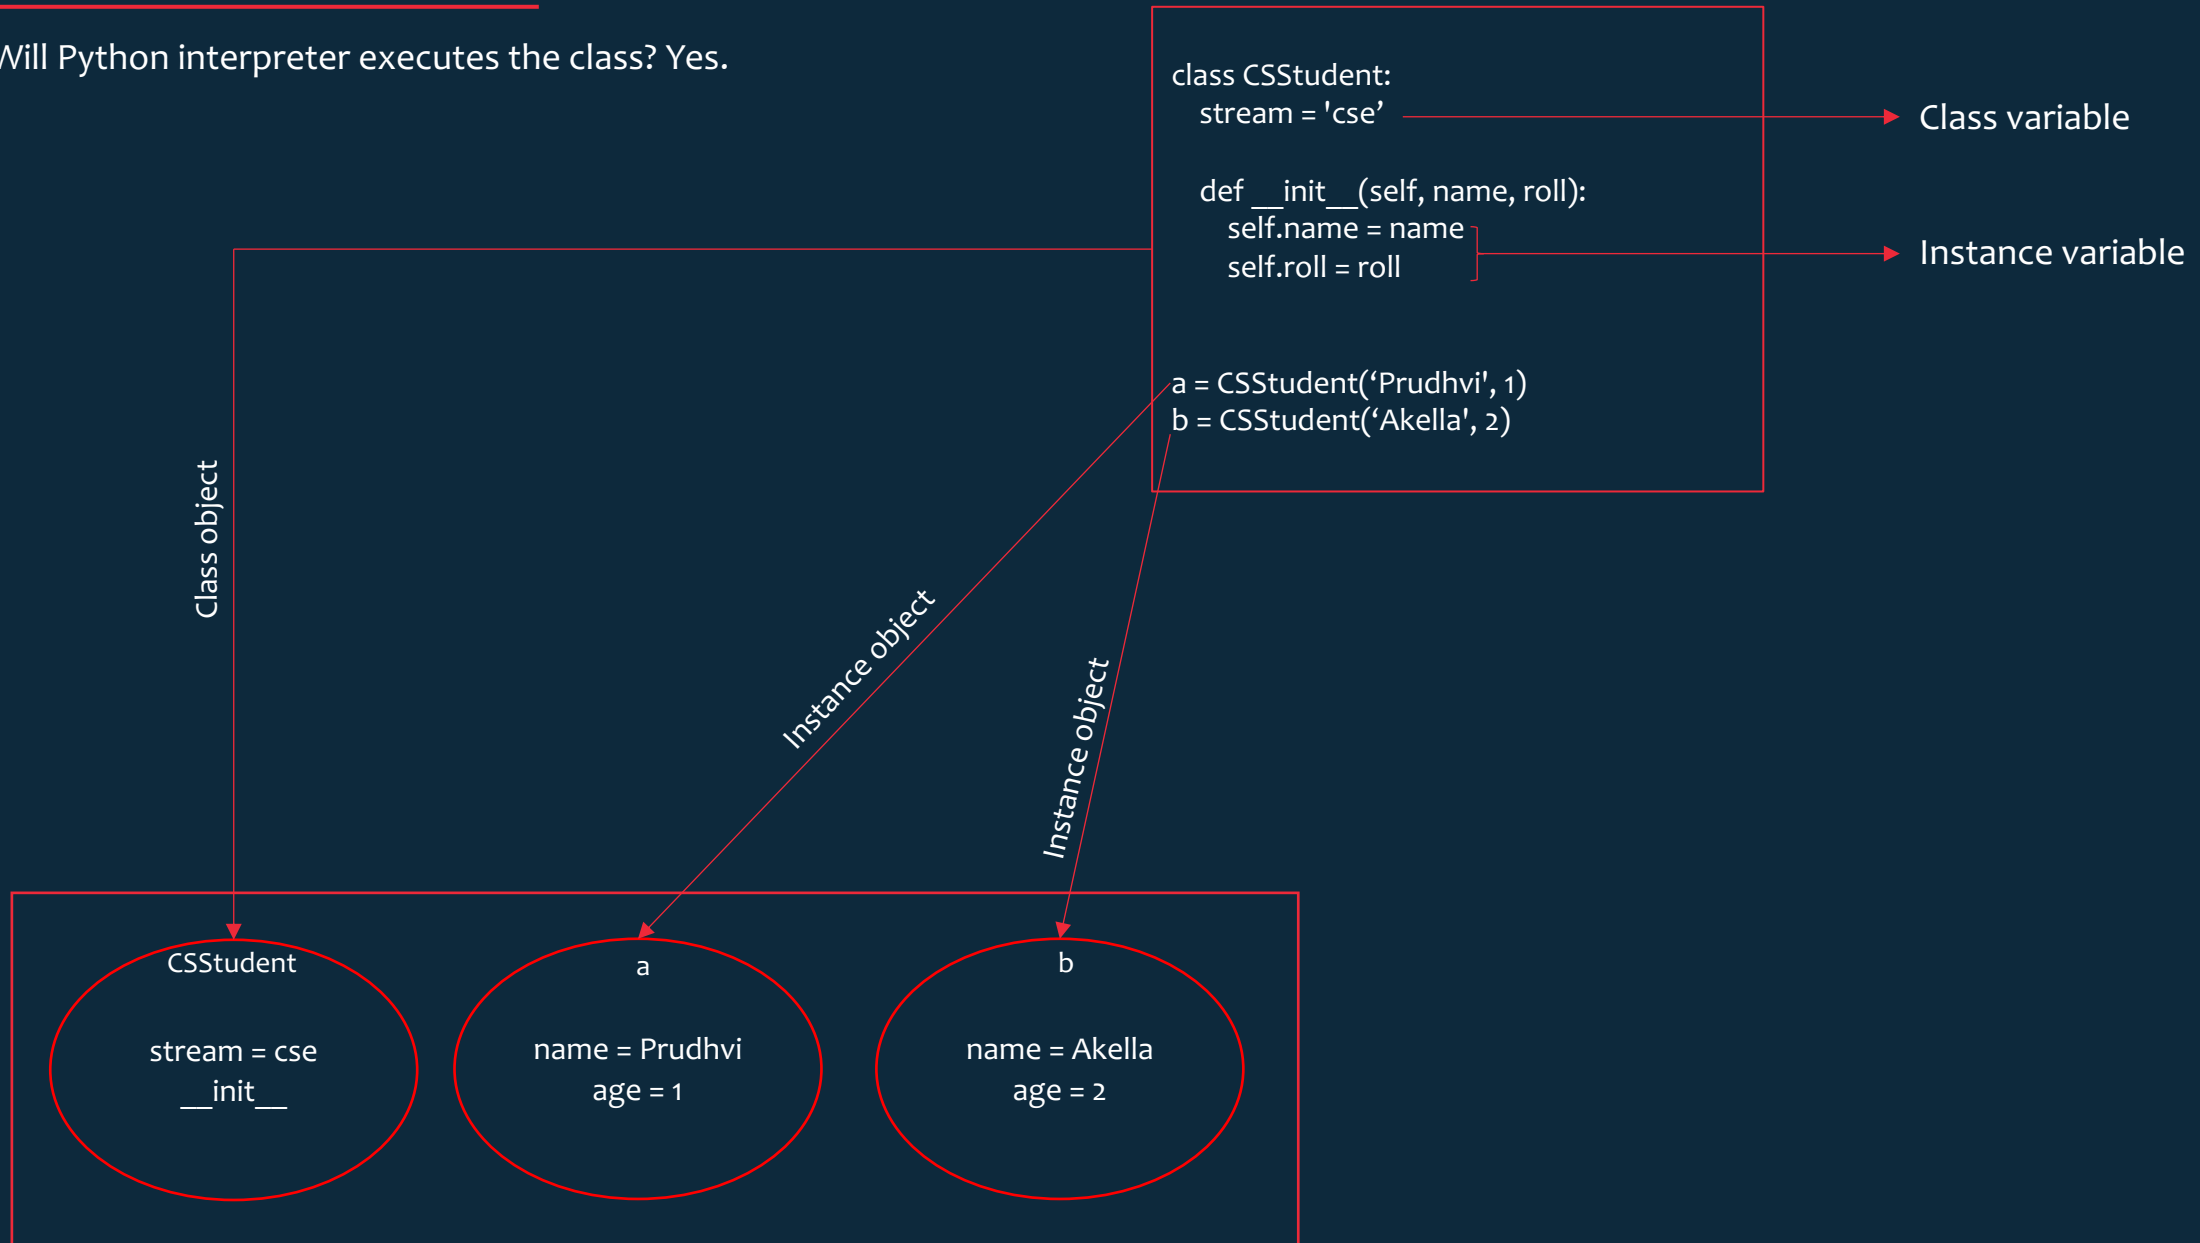 Will Python interpreter executes the class? Yes.
class CSStudent:
stream = 'cse’
Class variable
def __init__(self, name, roll):
self.name = name
self.roll = roll
Instance variable
a = CSStudent(‘Prudhvi', 1)
b = CSStudent(‘Akella', 2)
Class object
Instance object
Instance object
CSStudent
stream = cse
__init__
a
name = Prudhvi
age = 1
b
name = Akella
age = 2